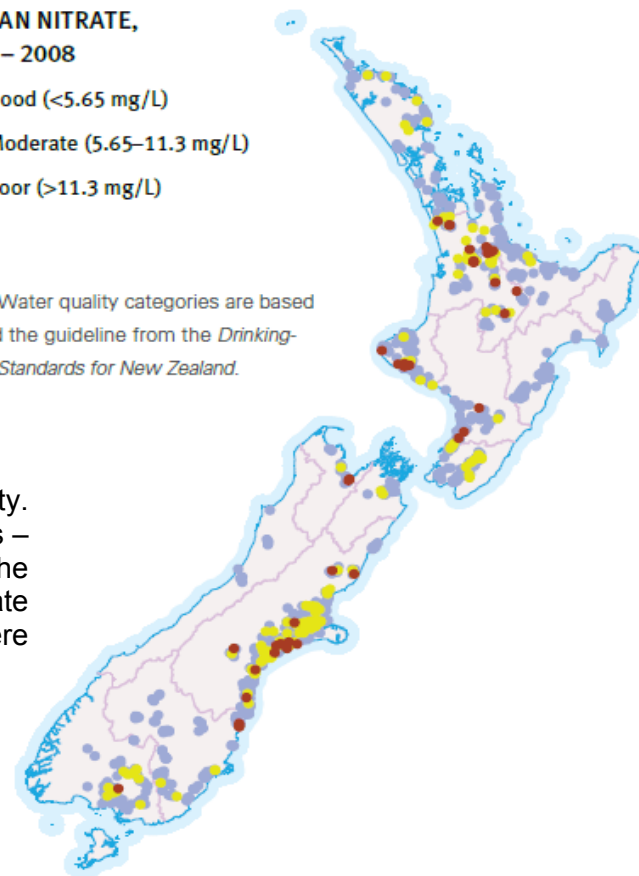 AN NITRATE,
– 2008
ood (<5.65 mg/L)
Moderate (5.65–11.3 mg/L)
oor (>11.3 mg/L)
Water quality categories are based
d the guideline from the Drinking-
Standards for New Zealand.
ty.
s –
he
ate
ere